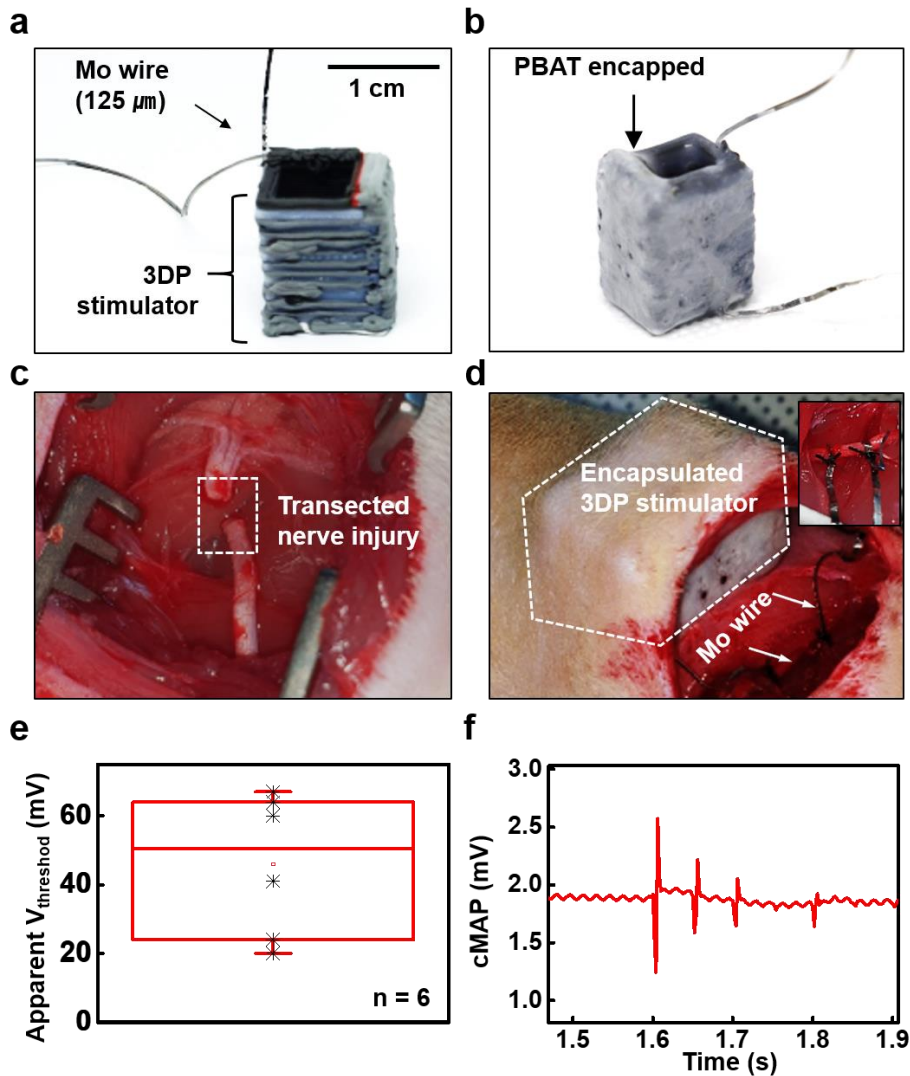 a
Mo wire
(125 ㎛)
1 cm
3DP
stimulator
b
PBAT encapped
c
Transected
nerve injury
d
Encapsulated
3DP stimulator
Mo wire
e
Apparent Vthreshod (mV)
60
40
20
0
n = 6
f
cMAP (mV)
3.0
2.5
2.0
1.5
1.0
1.5
1.6
1.7
1.8
1.9
Time (s)